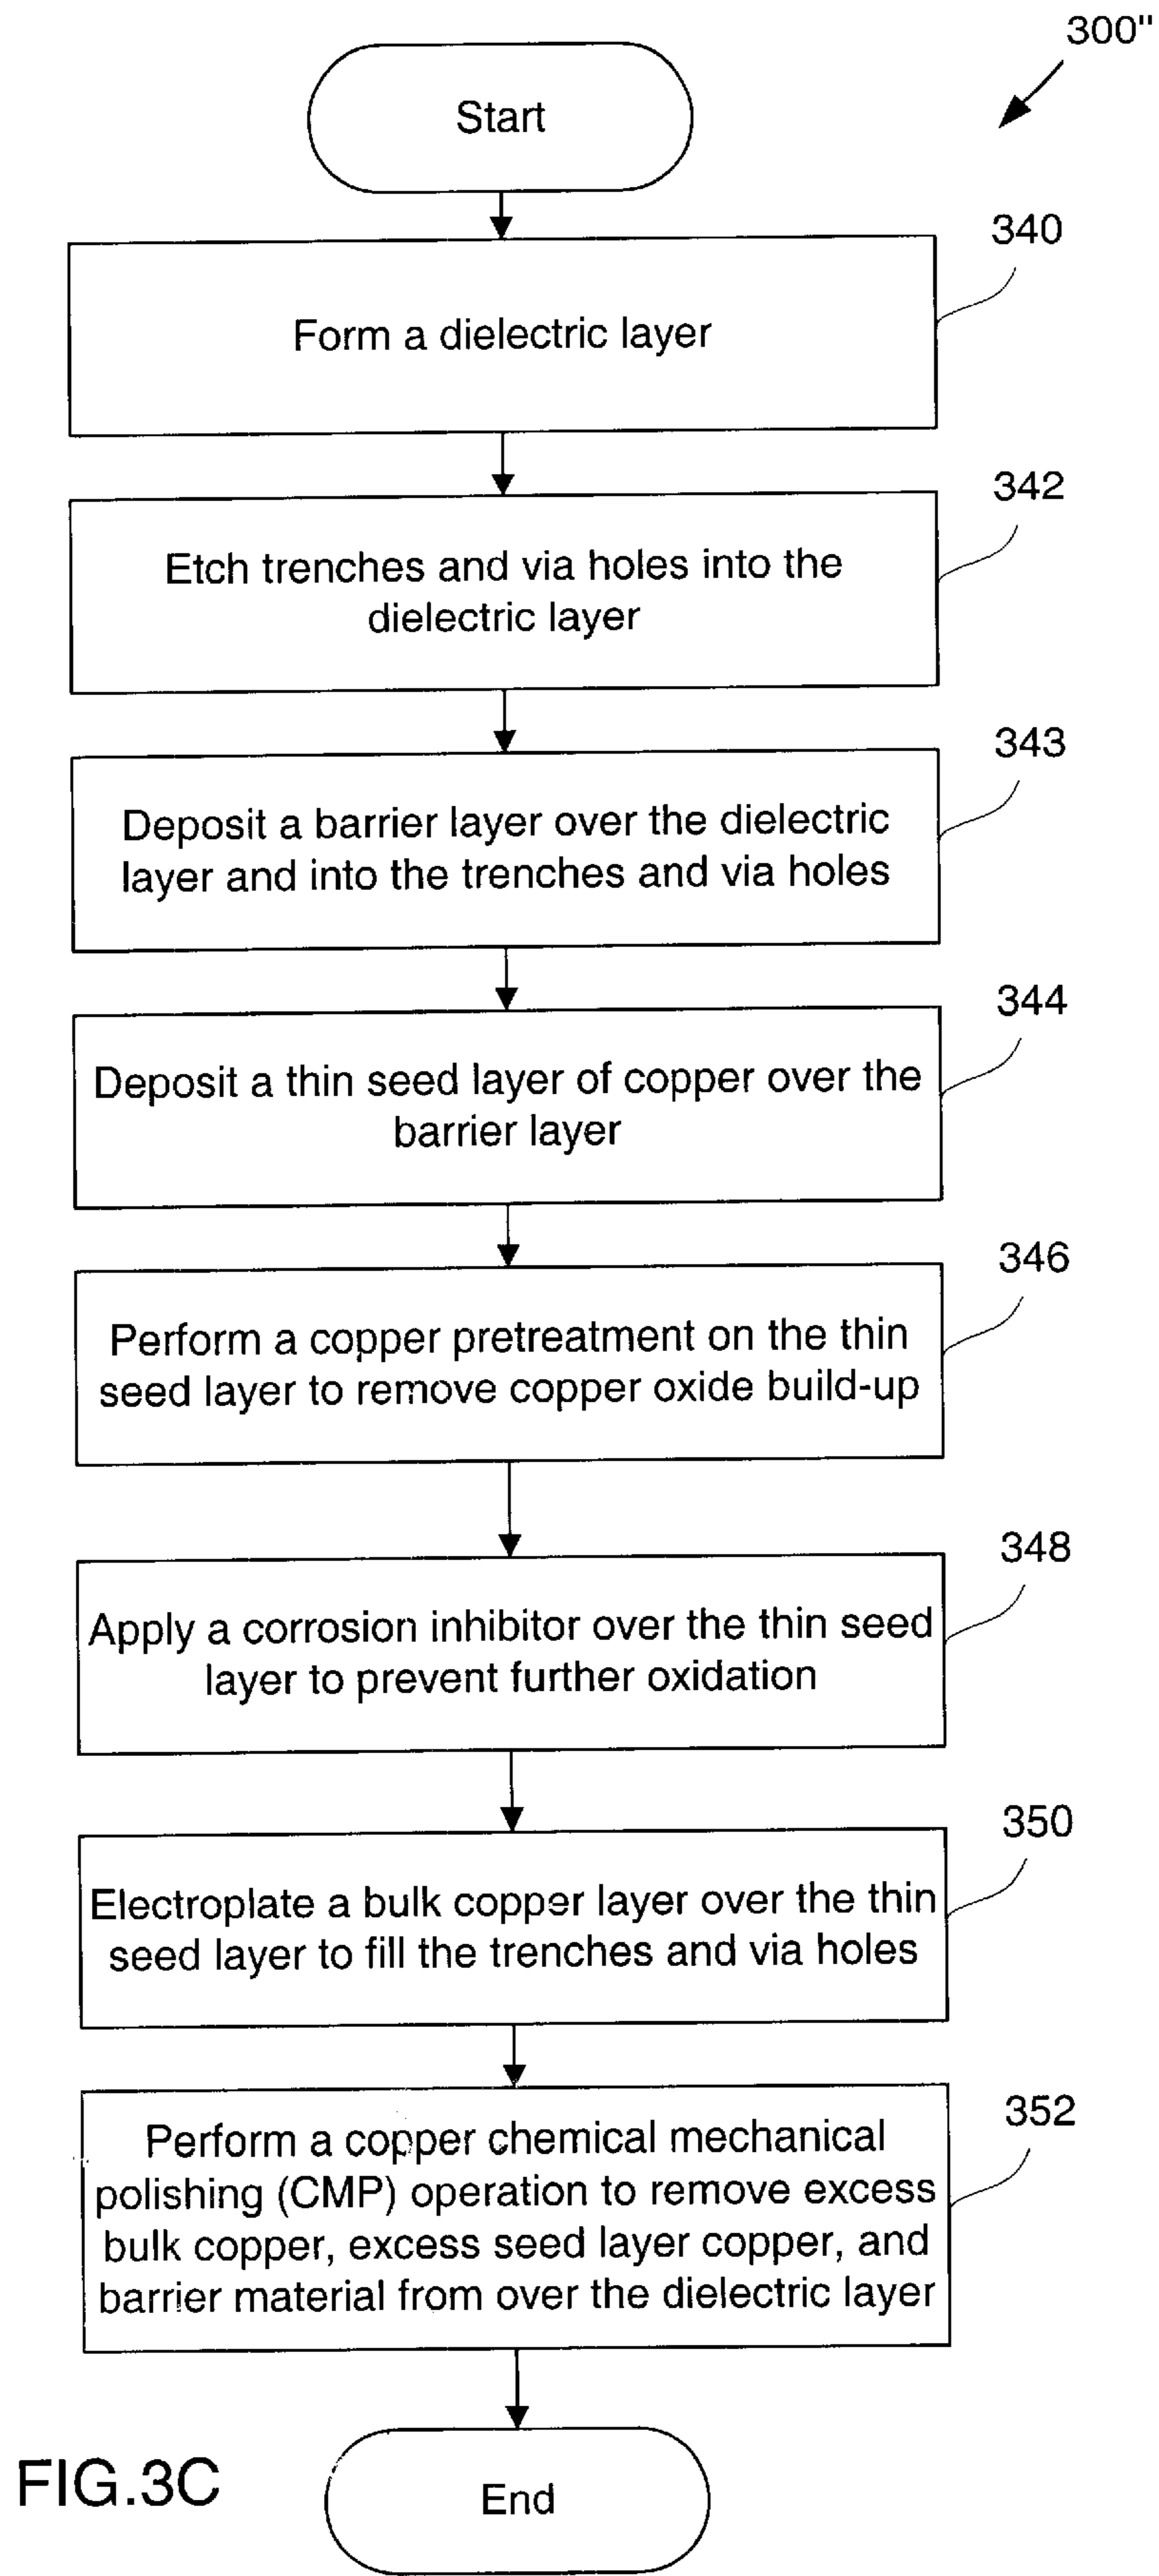 300"
Start
340
Form a dielectric layer
342
Etch trenches and via holes into the
dielectric layer
343
Deposit a barrier layer over the dielectric
layer and into the trenches and via holes
344
Deposit a thin seed layer of copper over the
barrier layer
346
Perform a copper pretreatment on the thin
seed layer to remove copper oxide build-up
348
Apply a corrosion inhibitor over the thin seed
layer to prevent further oxidation
350
Electroplate a bulk copper layer over the thin
seed layer to fill the trenches and via holes
352
Perform a copper chemical mechanical
polishing (CMP) operation to remove excess
bulk copper, excess seed layer copper, and
barrier material from over the dielectric layer
End
FIG.3C